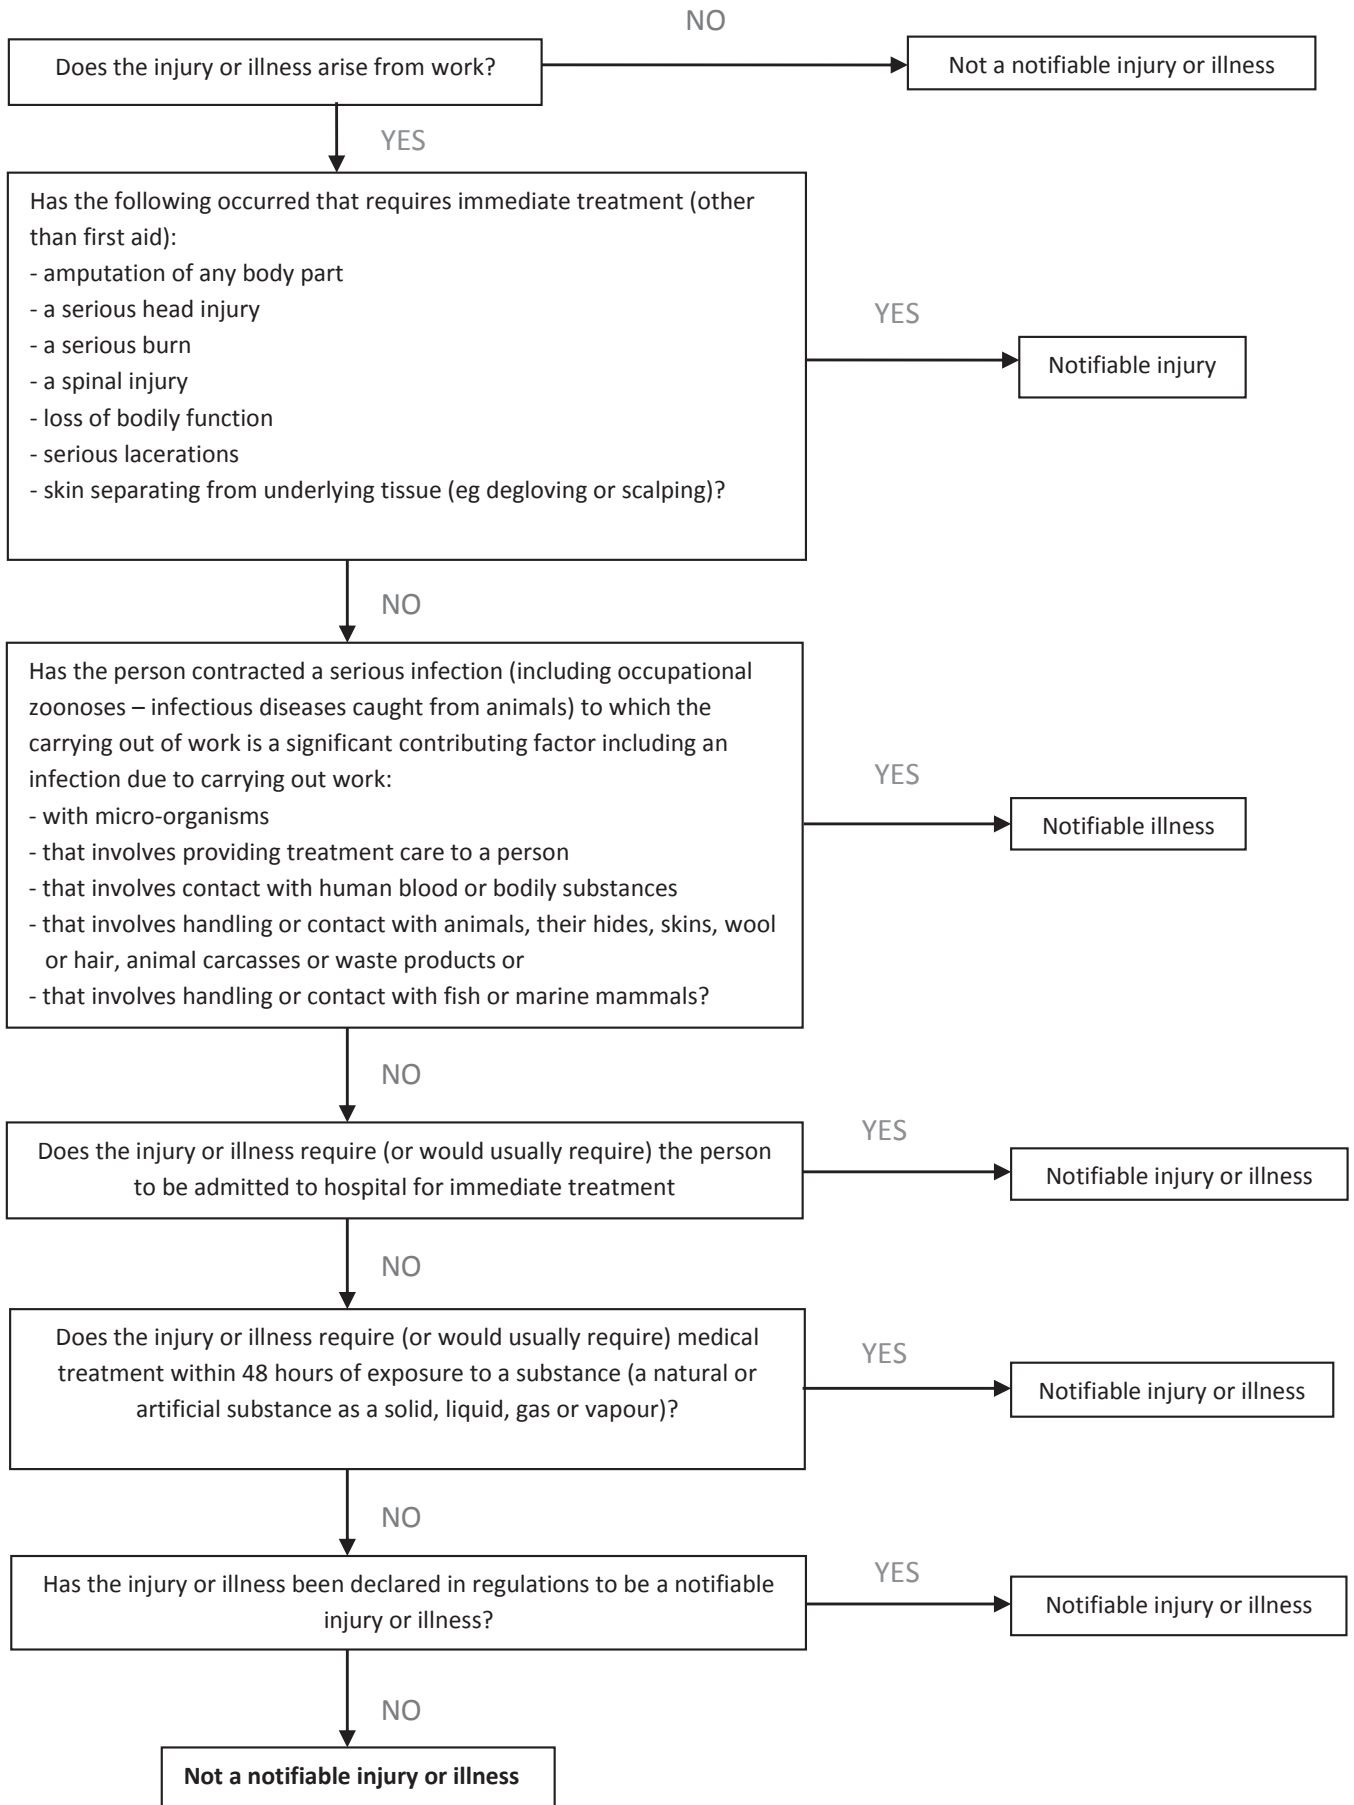 NO
Does the injury or illness arise from work?
Not a notifiable injury or illness
YES
Has the following occurred that requires immediate treatment (other
than first aid):
- amputation of any body part
- a serious head injury
- a serious burn
- a spinal injury
- loss of bodily function
- serious lacerations
- skin separating from underlying tissue (eg degloving or scalping)?
YES
Notifiable injury
NO
Has the person contracted a serious infection (including occupational
zoonoses – infectious diseases caught from animals) to which the
carrying out of work is a significant contributing factor including an
infection due to carrying out work:
- with micro-organisms
- that involves providing treatment care to a person
- that involves contact with human blood or bodily substances
- that involves handling or contact with animals, their hides, skins, wool
or hair, animal carcasses or waste products or
- that involves handling or contact with fish or marine mammals?
YES
Notifiable illness
NO
Does the injury or illness require (or would usually require) the person
to be admitted to hospital for immediate treatment
YES
Notifiable injury or illness
NO
Does the injury or illness require (or would usually require) medical
treatment within 48 hours of exposure to a substance (a natural or
artificial substance as a solid, liquid, gas or vapour)?
YES
Notifiable injury or illness
NO
Has the injury or illness been declared in regulations to be a notifiable
injury or illness?
YES
Notifiable injury or illness
NO
Not a notifiable injury or illness